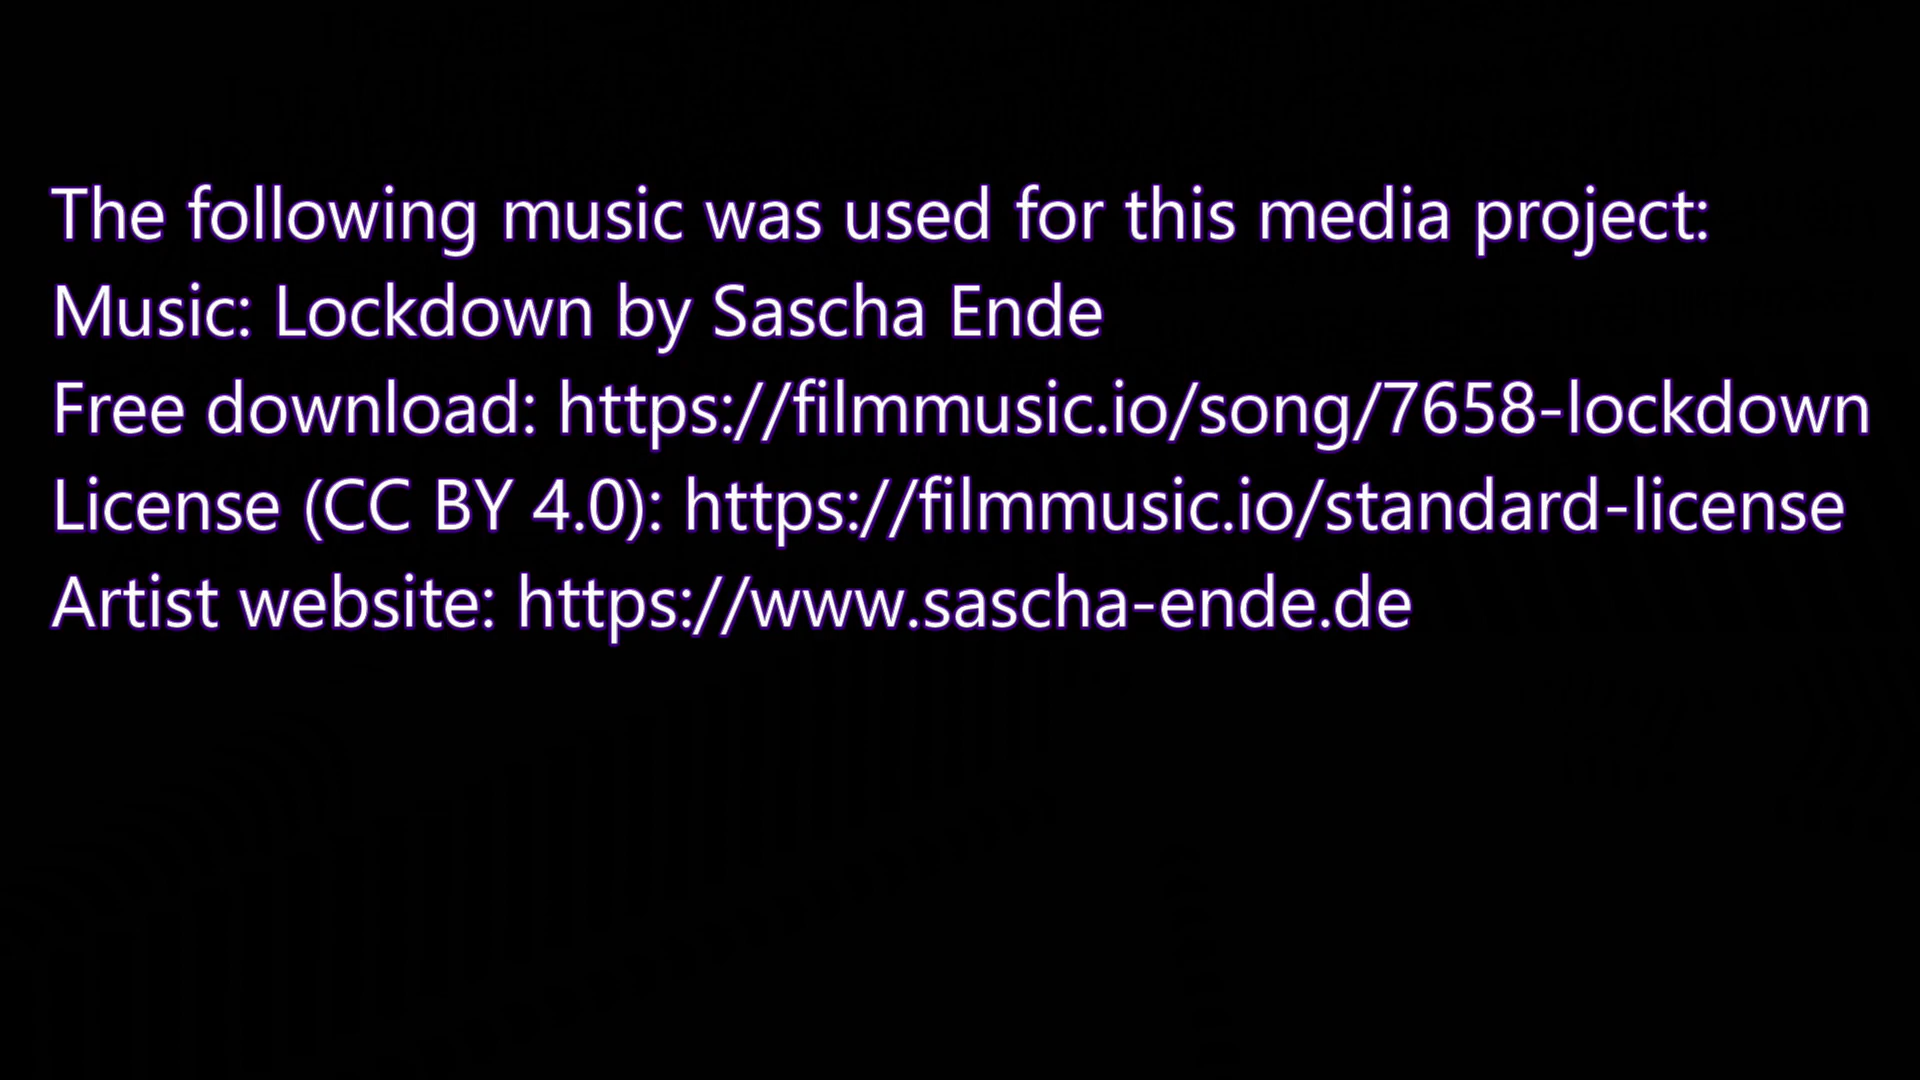 The following music was used for this media project:
Music: Lockdown by Sascha Ende
Free download: https://filmmusic.io/song/7658-lockdown
License (CC BY 4.0): https://filmmusic.io/standard-license
Artist website: https://www.sascha-ende.de